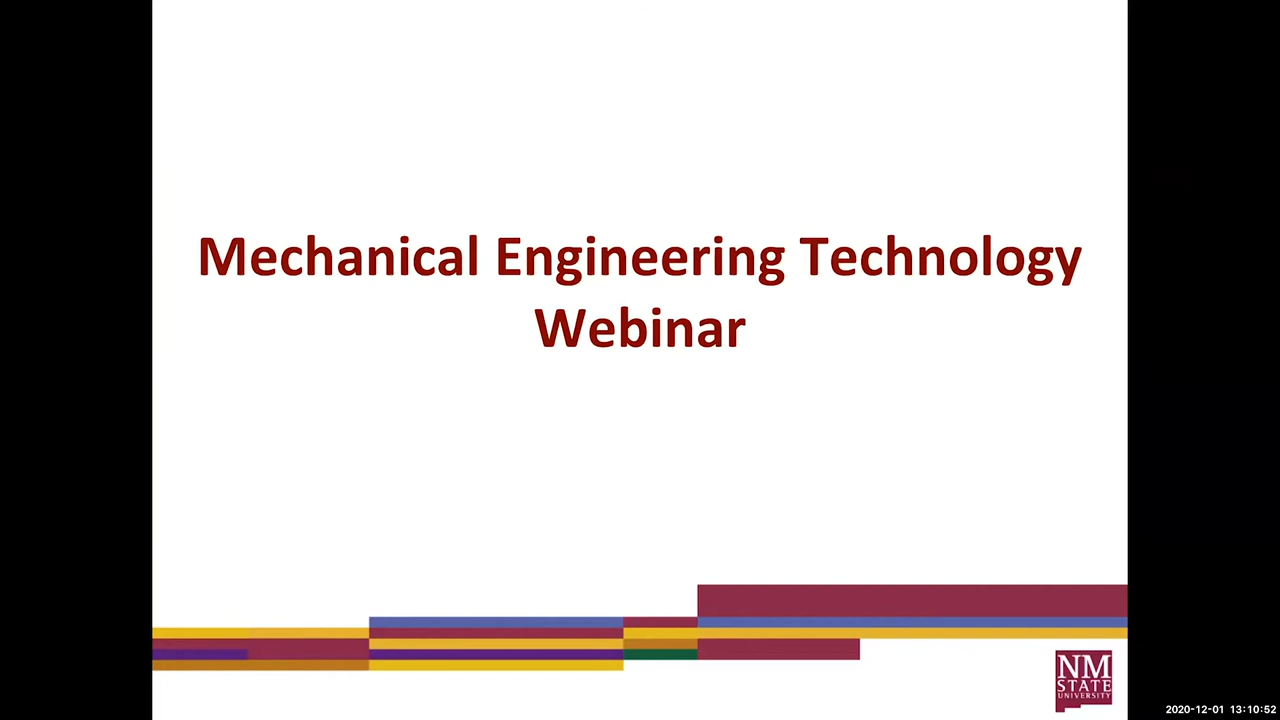 Mechanical Engineering Technology
Webinar
NM
STATE
UNIVERSITY
2020-12-01 13:10:52